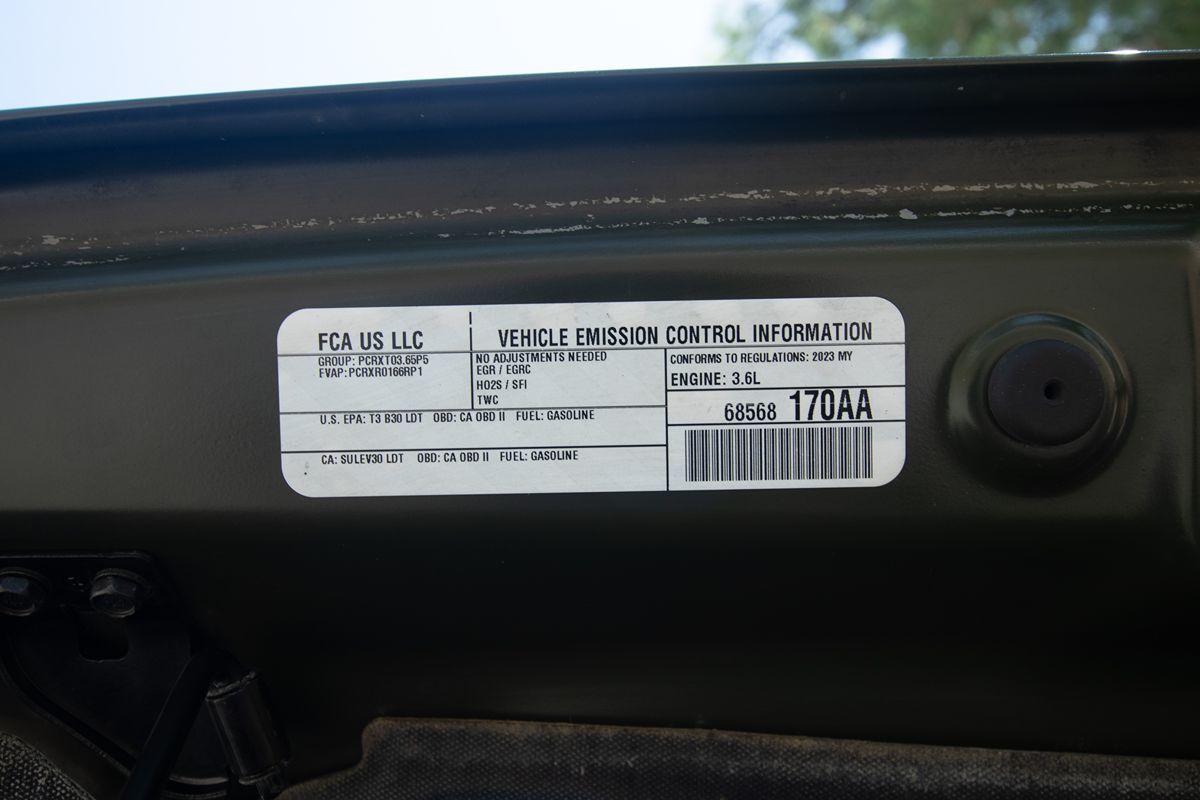 FCA US LLC
VEHICLE EMISSION CONTROL INFORMATION
GROUP: PCRXT03.65P5
EVAP: PCRXR0166RP1
NO ADJUSTMENTS NEEDED
EGR / EGRC
HO2S / SFI
TWC
CONFORMS TO REGULATIONS: 2023 MY
ENGINE: 3.6L
68568 170AA
U.S. EPA: T3 B30 LDT OBD: CA OBD II FUEL: GASOLINE
CA: SULEV30 LDT OBD: CA OBD II FUEL: GASOLINE